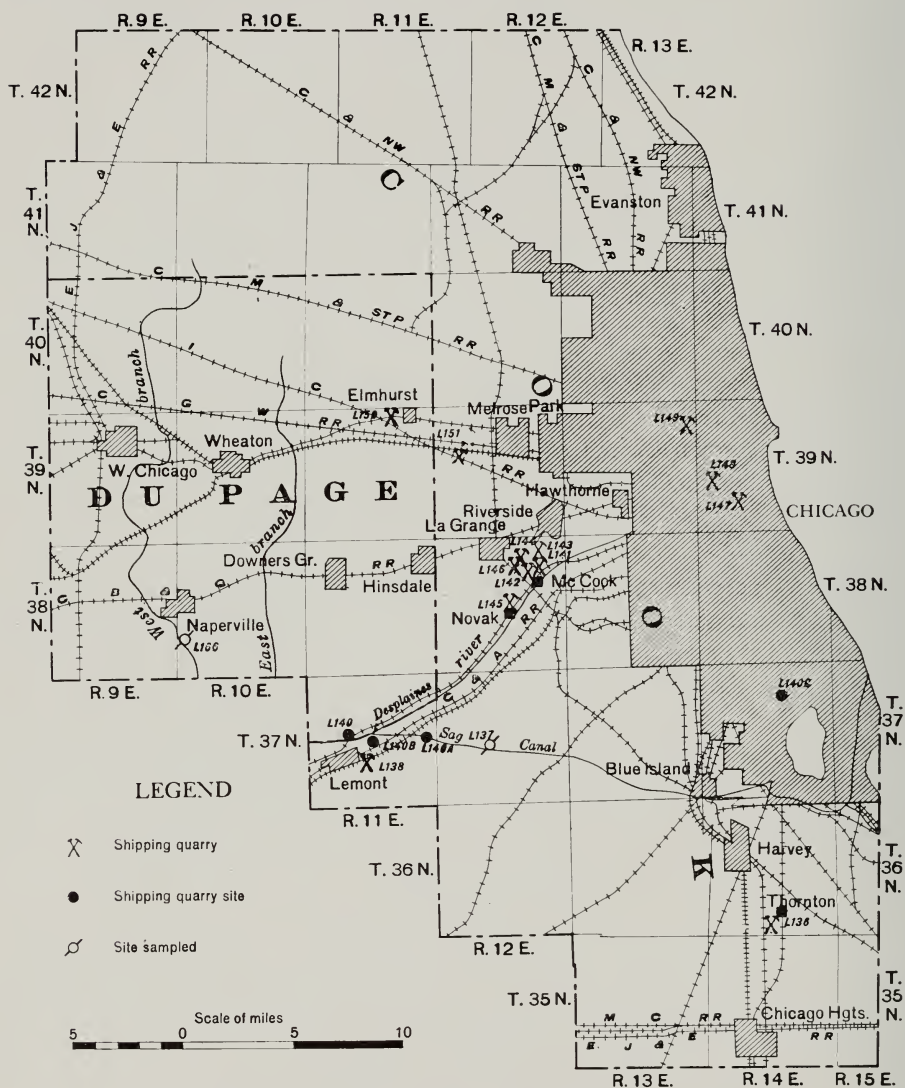 R. 9 E.
R. 10 E.
R. 11 E.
R. 12 E.
R. 13 E.
T. 42 N.
T. 42 N.
T. 41 N.
T. 41 N.
T. 40 N.
T. 40 N.
T. 39 N.
T. 39 N.
T. 38 N.
T. 38 N.
E J & E RR
C & NW RR
C M & ST P RR
C & NW RR
C M & ST P RR
I C RR
C G W RR
C B & Q RR
C & A RR
C O O K
DU PAGE
Evanston
Elmhurst
L150
Melrose Park
L151
Wheaton
W. Chicago
branch
Hawthorne
Riverside
La Grange
L149
L148
L147
CHICAGO
Downers Gr.
Hinsdale
branch
L144
L143
L146
L142
Mc Cook
L145
Novak
Naperville
L166
West
East
R. 9 E.
R. 10 E.
Desplaines river
L140
L140B
L140A
L137
Sag Canal
L138
Lemont
L140C
T. 37 N.
T. 37 N.
Blue Island
R. 11 E.
T. 36 N.
T. 36 N.
Harvey
Thornton
L136
R. 12 E.
T. 35 N.
T. 35 N.
Chicago Hgts.
M C RR
E J & E RR
R. 13 E.
R. 14 E.
R. 15 E.
LEGEND
Shipping quarry
Shipping quarry site
Site sampled
Scale of miles
5 0 5 10